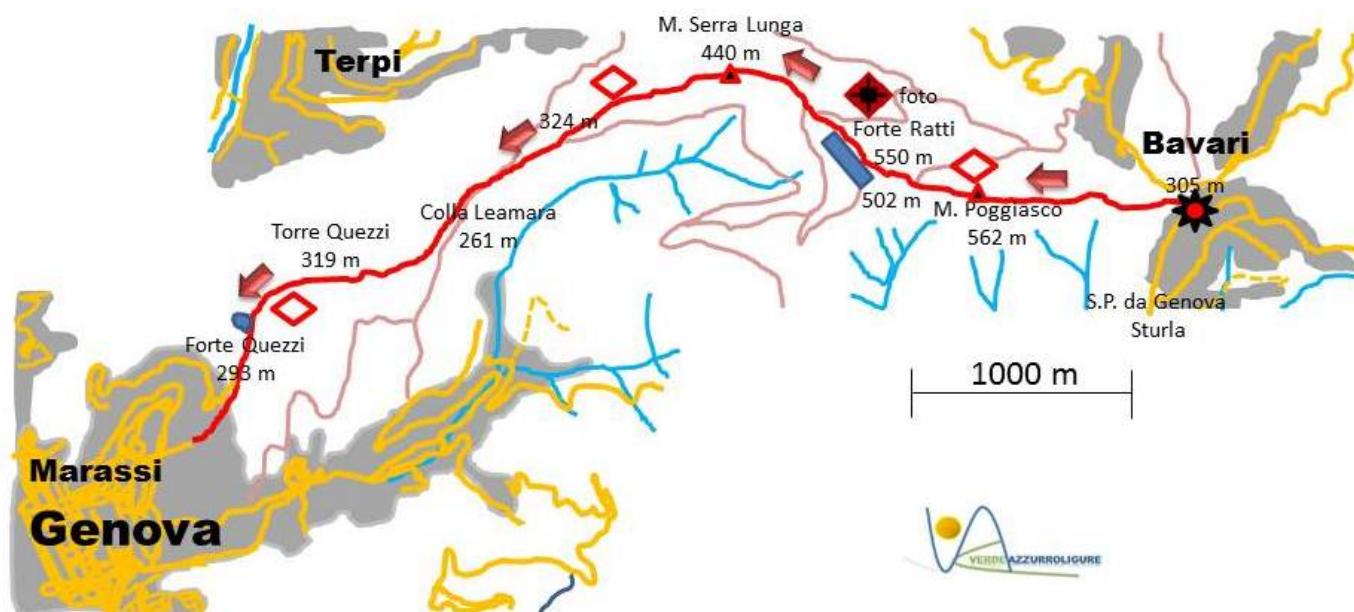 M. Serra Lunga
440 m
Terpi
foto
324 m
Forte Ratti
550 m
Bavari
305 m
502 m
M. Poggiasco
562 m
Colla Leamara
261 m
Torre Quezzi
319 m
S.P. da Genova
Sturla
Forte Quezzi
293 m
1000 m
Marassi
Genova
VERDEAZZURROLIGURE